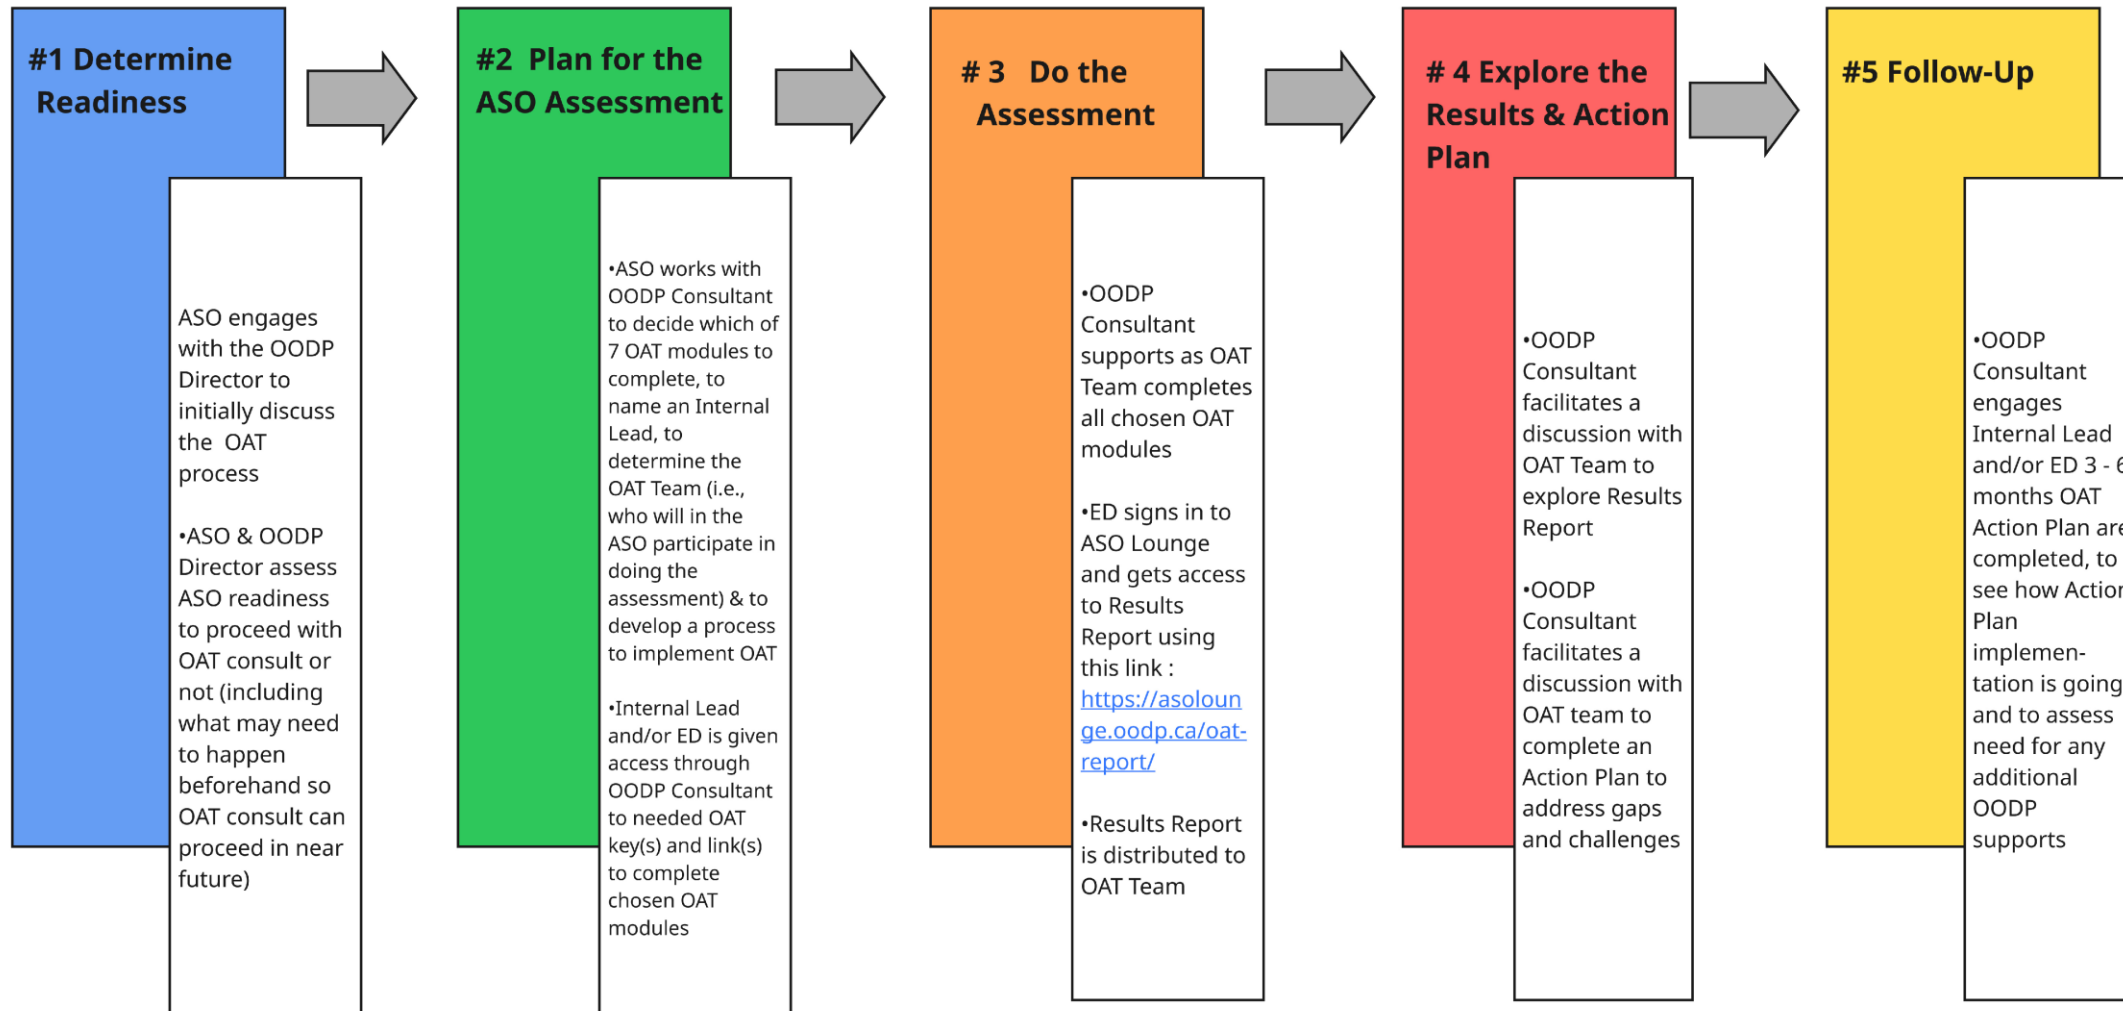 #1 Determine
Readiness
ASO engages
with the OODP
Director to
initially discuss
the OAT
process
•ASO & OODP
Director assess
ASO readiness
to proceed with
OAT consult or
not (including
what may need
to happen
beforehand so
OAT consult can
proceed in near
future)
#2 Plan for the
ASO Assessment
•ASO works with
OODP Consultant
to decide which of
7 OAT modules to
complete, to
name an Internal
Lead, to
determine the
OAT Team (i.e.,
who will in the
ASO participate in
doing the
assessment) & to
develop a process
to implement OAT
•Internal Lead
and/or ED is given
access through
OODP Consultant
to needed OAT
key(s) and link(s)
to complete
chosen OAT
modules
# 3 Do the
Assessment
•OODP
Consultant
supports as OAT
Team completes
all chosen OAT
modules
•ED signs in to
ASO Lounge
and gets access
to Results
Report using
this link :
https://asoloun
ge.oodp.ca/oat-
report/
•Results Report
is distributed to
OAT Team
# 4 Explore the
Results & Action
Plan
•OODP
Consultant
facilitates a
discussion with
OAT Team to
explore Results
Report
•OODP
Consultant
facilitates a
discussion with
OAT team to
complete an
Action Plan to
address gaps
and challenges
#5 Follow-Up
•OODP
Consultant
engages
Internal Lead
and/or ED 3 - 6
months OAT
Action Plan are
completed, to
see how Action
Plan
implemen-
tation is going
and to assess
need for any
additional
OODP
supports